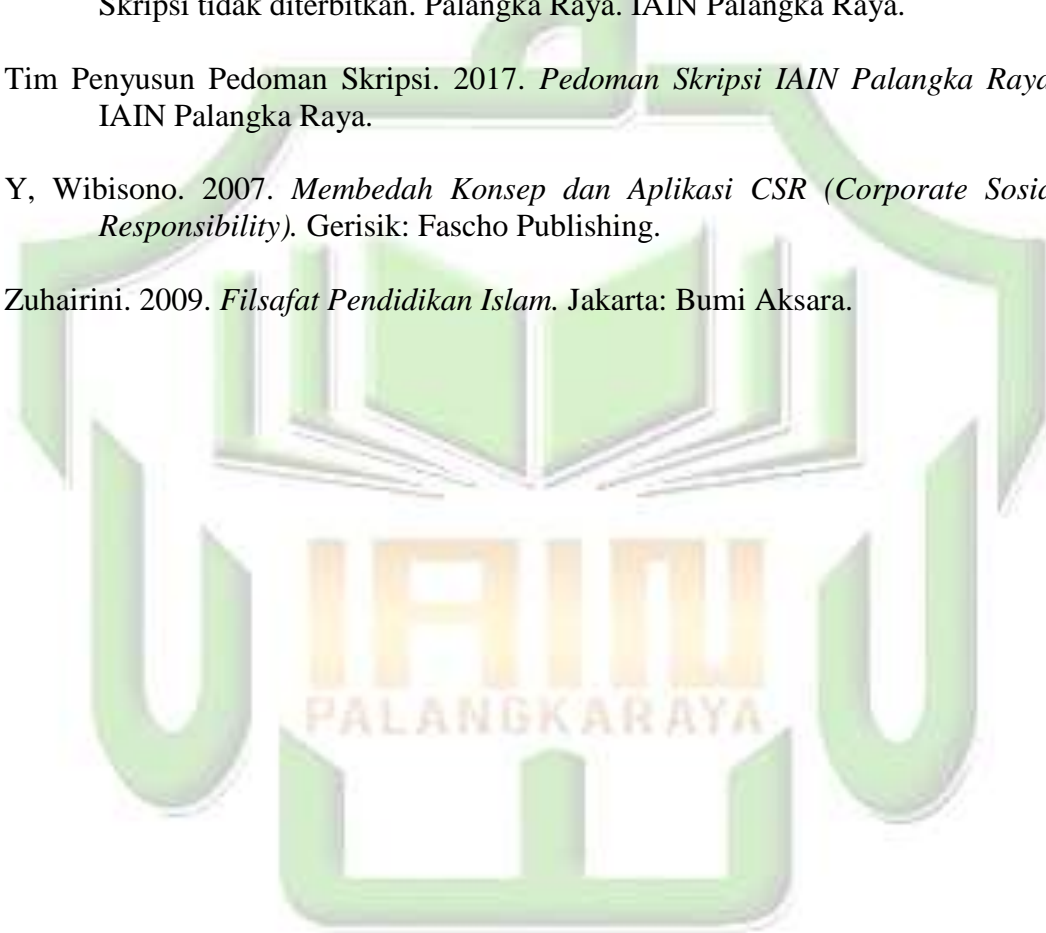 Skripsi tidak diterbitkan. Palangka Raya. IAIN Palangka Raya.
Tim Penyusun Pedoman Skripsi. 2017. Pedoman Skripsi IAIN Palangka Raya
IAIN Palangka Raya.
Y, Wibisono. 2007. Membedah Konsep dan Aplikasi CSR (Corporate Sosia
Responsibility). Gerisik: Fascho Publishing.
Zuhairini. 2009. Filsafat Pendidikan Islam. Jakarta: Bumi Aksara.
IAIN
PALANGKARAYA